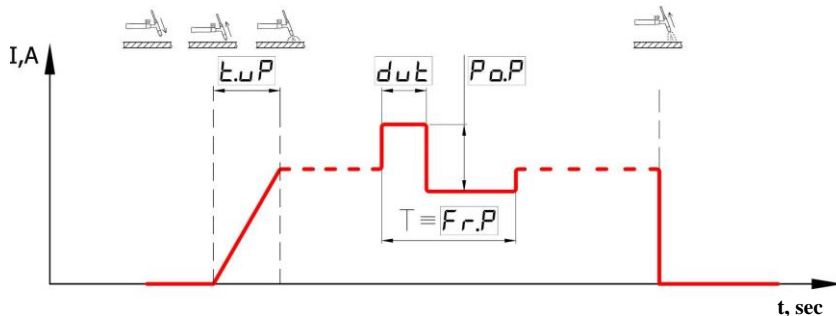 I,A
t.uP
dut
Po.P
T ≡ Fr.P
t, sec